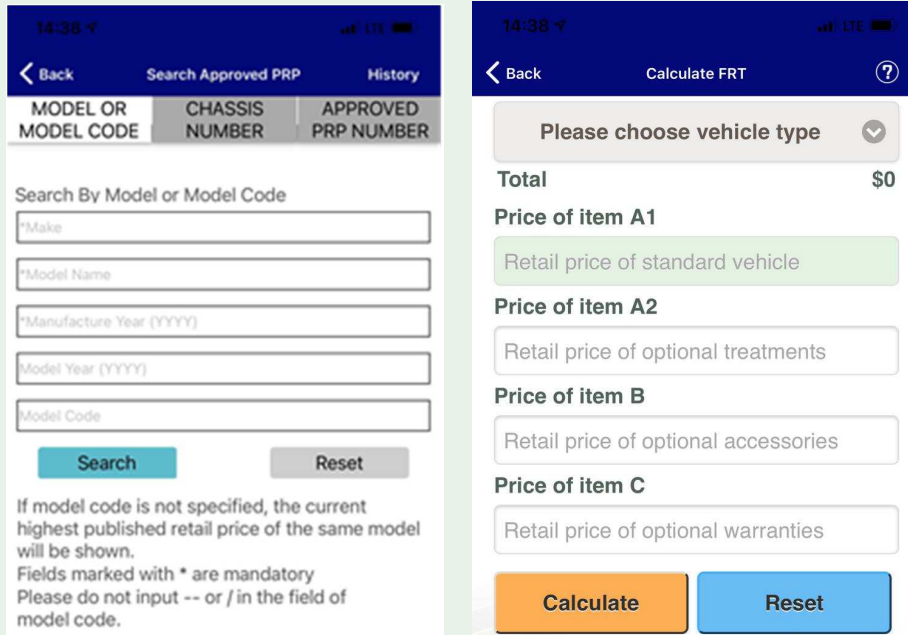 14:38
LTE
Back
Search Approved PRP
History
MODEL OR
MODEL CODE
CHASSIS
NUMBER
APPROVED
PRP NUMBER
Search By Model or Model Code
*Make
*Model Name
*Manufacture Year (YYYY)
Model Year (YYYY)
Model Code
Search
Reset
If model code is not specified, the current
highest published retail price of the same model
will be shown.
Fields marked with * are mandatory
Please do not input -- or / in the field of
model code.
14:38
LTE
Back
Calculate FRT
?
Please choose vehicle type
Total $0
Price of item A1
Retail price of standard vehicle
Price of item A2
Retail price of optional treatments
Price of item B
Retail price of optional accessories
Price of item C
Retail price of optional warranties
Calculate
Reset